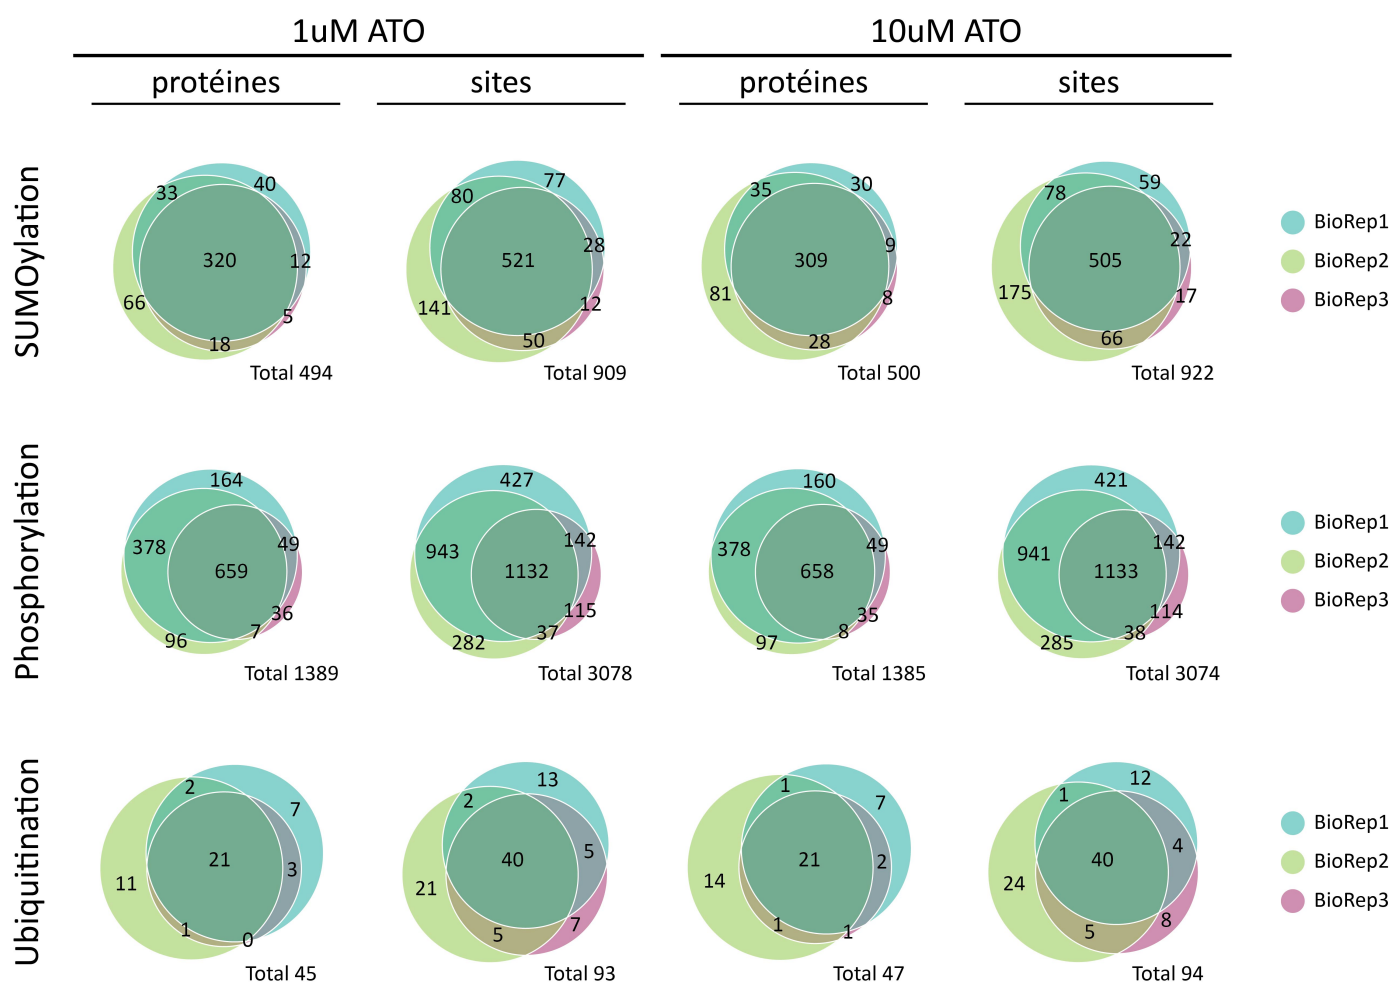 1uM ATO
10uM ATO
protéines
sites
protéines
sites
SUMOylation
33
40
320
12
66
5
18
Total 494
80
77
28
521
141
12
50
Total 909
35
30
9
309
81
8
28
Total 500
78
59
22
505
175
17
66
Total 922
BioRep1
BioRep2
BioRep3
Phosphorylation
164
378
49
659
36
7
96
Total 1389
427
943
142
1132
115
37
282
Total 3078
160
378
49
658
35
8
97
Total 1385
421
941
142
1133
114
38
285
Total 3074
BioRep1
BioRep2
BioRep3
Ubiquitination
2
7
21
3
11
1
0
Total 45
13
2
5
40
21
7
5
Total 93
1
7
21
2
14
1
1
Total 47
12
1
4
40
24
8
5
Total 94
BioRep1
BioRep2
BioRep3